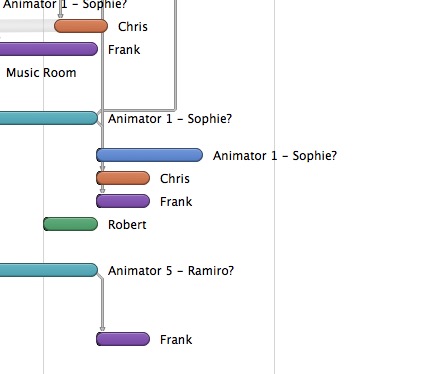 Animator 1 – Sophie?
Chris
Frank
Music Room
Animator 1 – Sophie?
Animator 1 – Sophie?
Chris
Frank
Robert
Animator 5 – Ramiro?
Frank